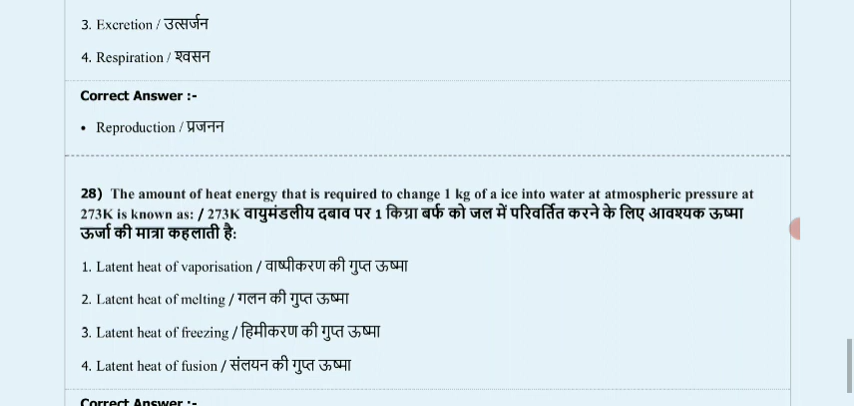 3. Excretion / उत्सर्जन
4. Respiration / श्वसन
Correct Answer :-
• Reproduction / प्रजनन
28) The amount of heat energy that is required to change 1 kg of a ice into water at atmospheric pressure at
273K is known as: / 273K वायुमंडलीय दबाव पर 1 किग्रा बर्फ को जल में परिवर्तित करने के लिए आवश्यक ऊष्मा
ऊर्जा की मात्रा कहलाती है:
1. Latent heat of vaporisation / वाष्पीकरण की गुप्त ऊष्मा
2. Latent heat of melting / गलन की गुप्त ऊष्मा
3. Latent heat of freezing / हिमीकरण की गुप्त ऊष्मा
4. Latent heat of fusion / संलयन की गुप्त ऊष्मा
Correct Answer :-